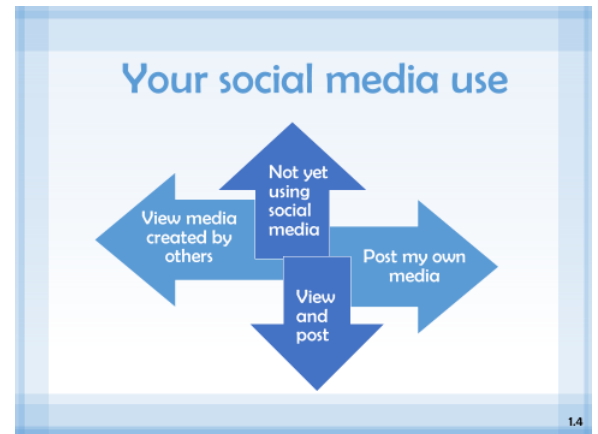 Your social media use
Not yet
using
social
media
View media
created by
others
Post my own
media
View
and
post
1.4